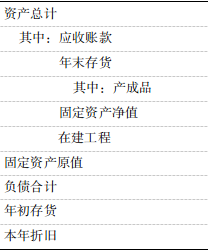 资产总计
其中：应收账款
年末存货
其中：产成品
固定资产净值
在建工程
固定资产原值
负债合计
年初存货
本年折旧